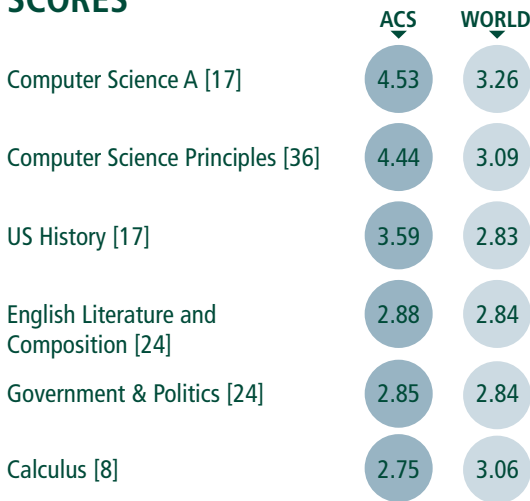 SCORES
ACS WORLD
Computer Science A [17] 4.53 3.26
Computer Science Principles [36] 4.44 3.09
US History [17] 3.59 2.83
English Literature and 2.88 2.84
Composition [24]
Government & Politics [24] 2.85 2.84
Calculus [8] 2.75 3.06